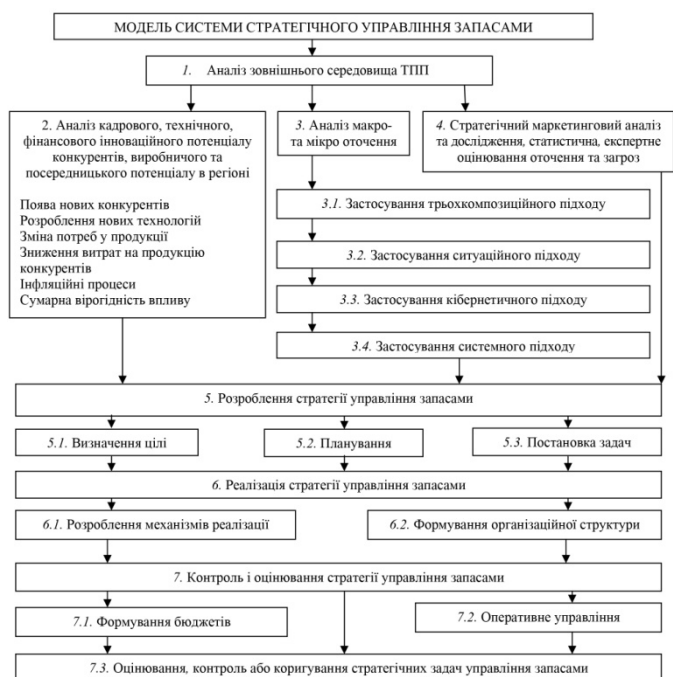 МОДЕЛЬ СИСТЕМИ СТРАТЕГІЧНОГО УПРАВЛІННЯ ЗАПАСАМИ
1. Аналіз зовнішнього середовища ТПП
2. Аналіз кадрового, технічного,
фінансового інноваційного потенціалу
конкурентів, виробничого та
посередницького потенціалу в регіоні
Поява нових конкурентів
Розроблення нових технологій
Зміна потреб у продукції
Зниження витрат на продукцію
конкурентів
Інфляційні процеси
Сумарна вірогідність впливу
3. Аналіз макро-
та мікро оточення
4. Стратегічний маркетинговий аналіз
та дослідження, статистична, експертне
оцінювання оточення та загроз
3.1. Застосування трьохкомпозиційного підходу
3.2. Застосування ситуаційного підходу
3.3. Застосування кібернетичного підходу
3.4. Застосування системного підходу
5. Розроблення стратегії управління запасами
5.1. Визначення цілі
5.2. Планування
5.3. Постановка задач
6. Реалізація стратегії управління запасами
6.1. Розроблення механізмів реалізації
6.2. Формування організаційної структури
7. Контроль і оцінювання стратегії управління запасами
7.1. Формування бюджетів
7.2. Оперативне управління
7.3. Оцінювання, контроль або коригування стратегічних задач управління запасами